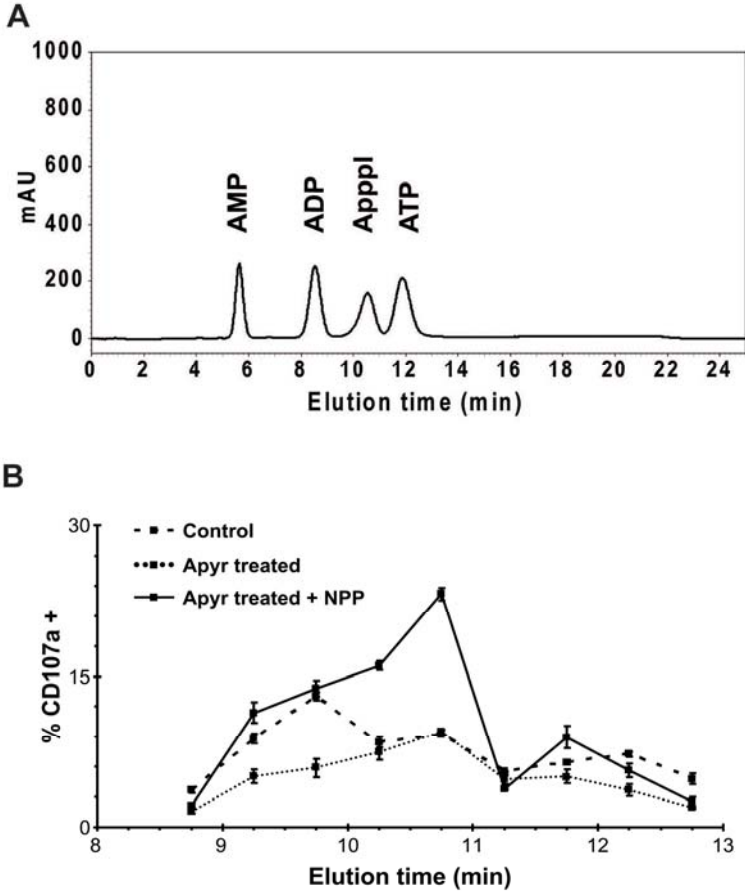 A
1000
800
600
400
200
0
mAU
AMP
ADP
ApppI
ATP
0 2 4 6 8 10 12 14 16 18 20 22 24
Elution time (min)
B
30
15
0
% CD107a +
Control
Apyr treated
Apyr treated + NPP
8 9 10 11 12 13
Elution time (min)